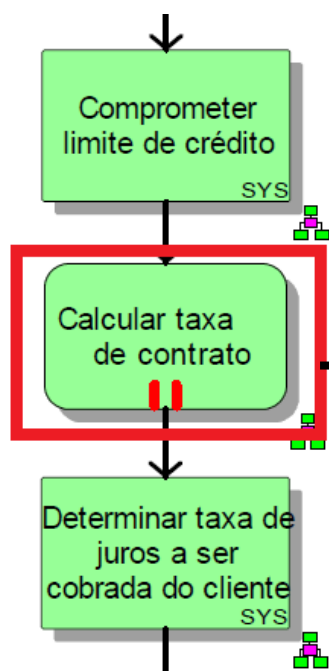 Comprometer
limite de crédito
SYS
Calcular taxa
de contrato
Determinar taxa de
juros a ser
cobrada do cliente
SYS